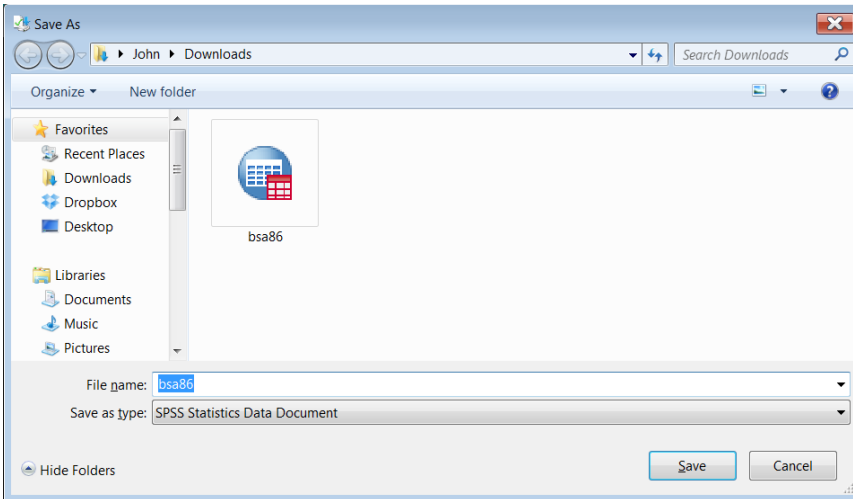 Save As
John Downloads
Search Downloads
Organize
New folder
Favorites
Recent Places
Downloads
Dropbox
Desktop
Libraries
Documents
Music
Pictures
bsa86
File name: bsa86
Save as type: SPSS Statistics Data Document
Hide Folders
Save
Cancel